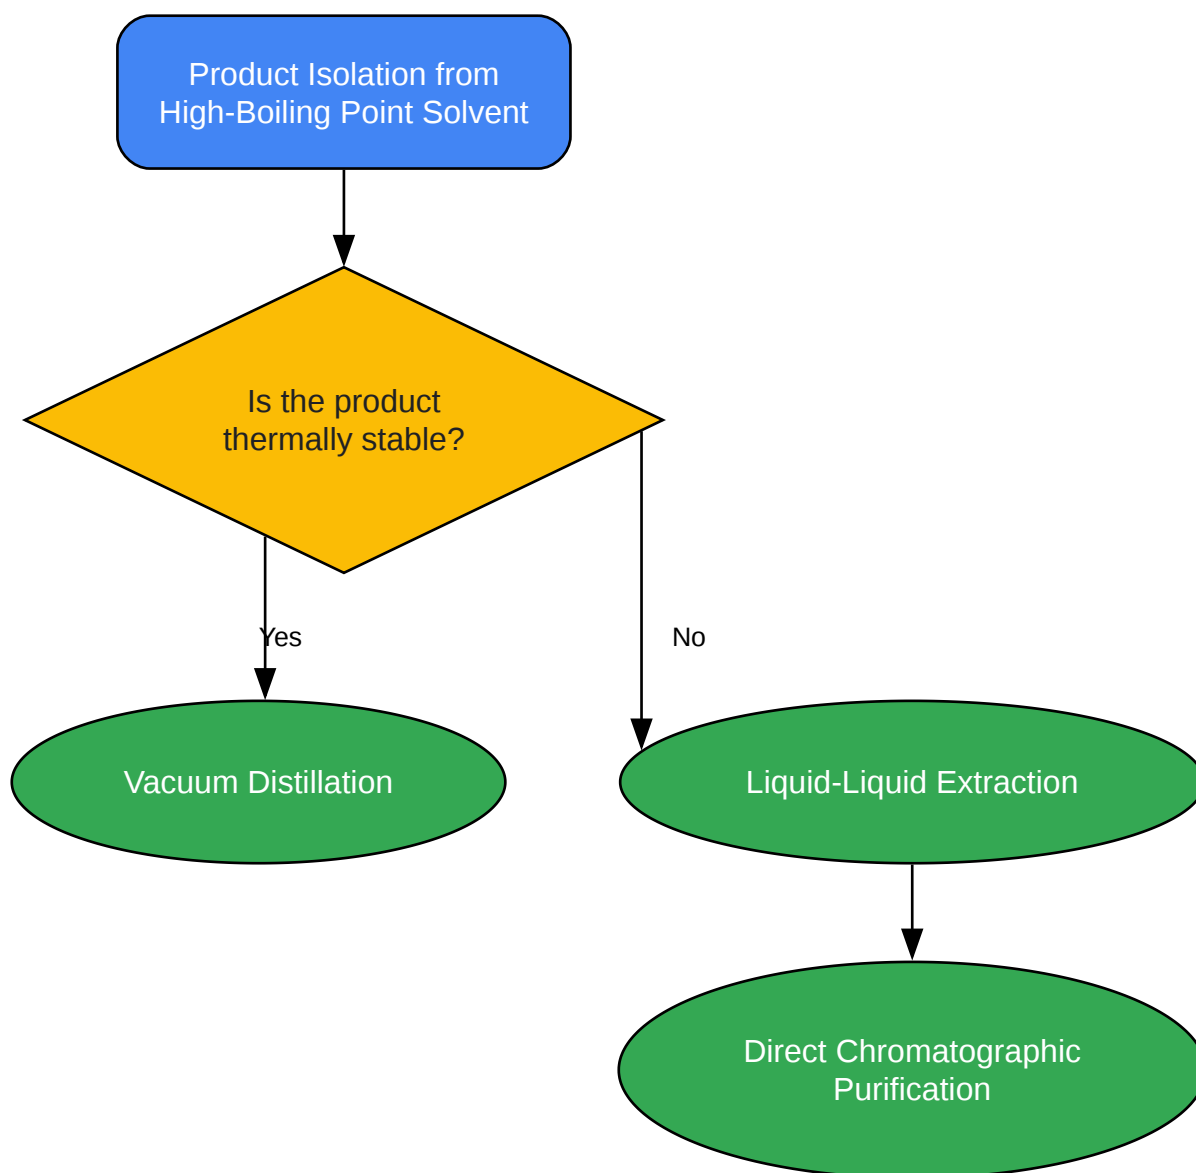 Product Isolation from
High-Boiling Point Solvent
Is the product
thermally stable?
Yes
No
Vacuum Distillation
Liquid-Liquid Extraction
Direct Chromatographic
Purification